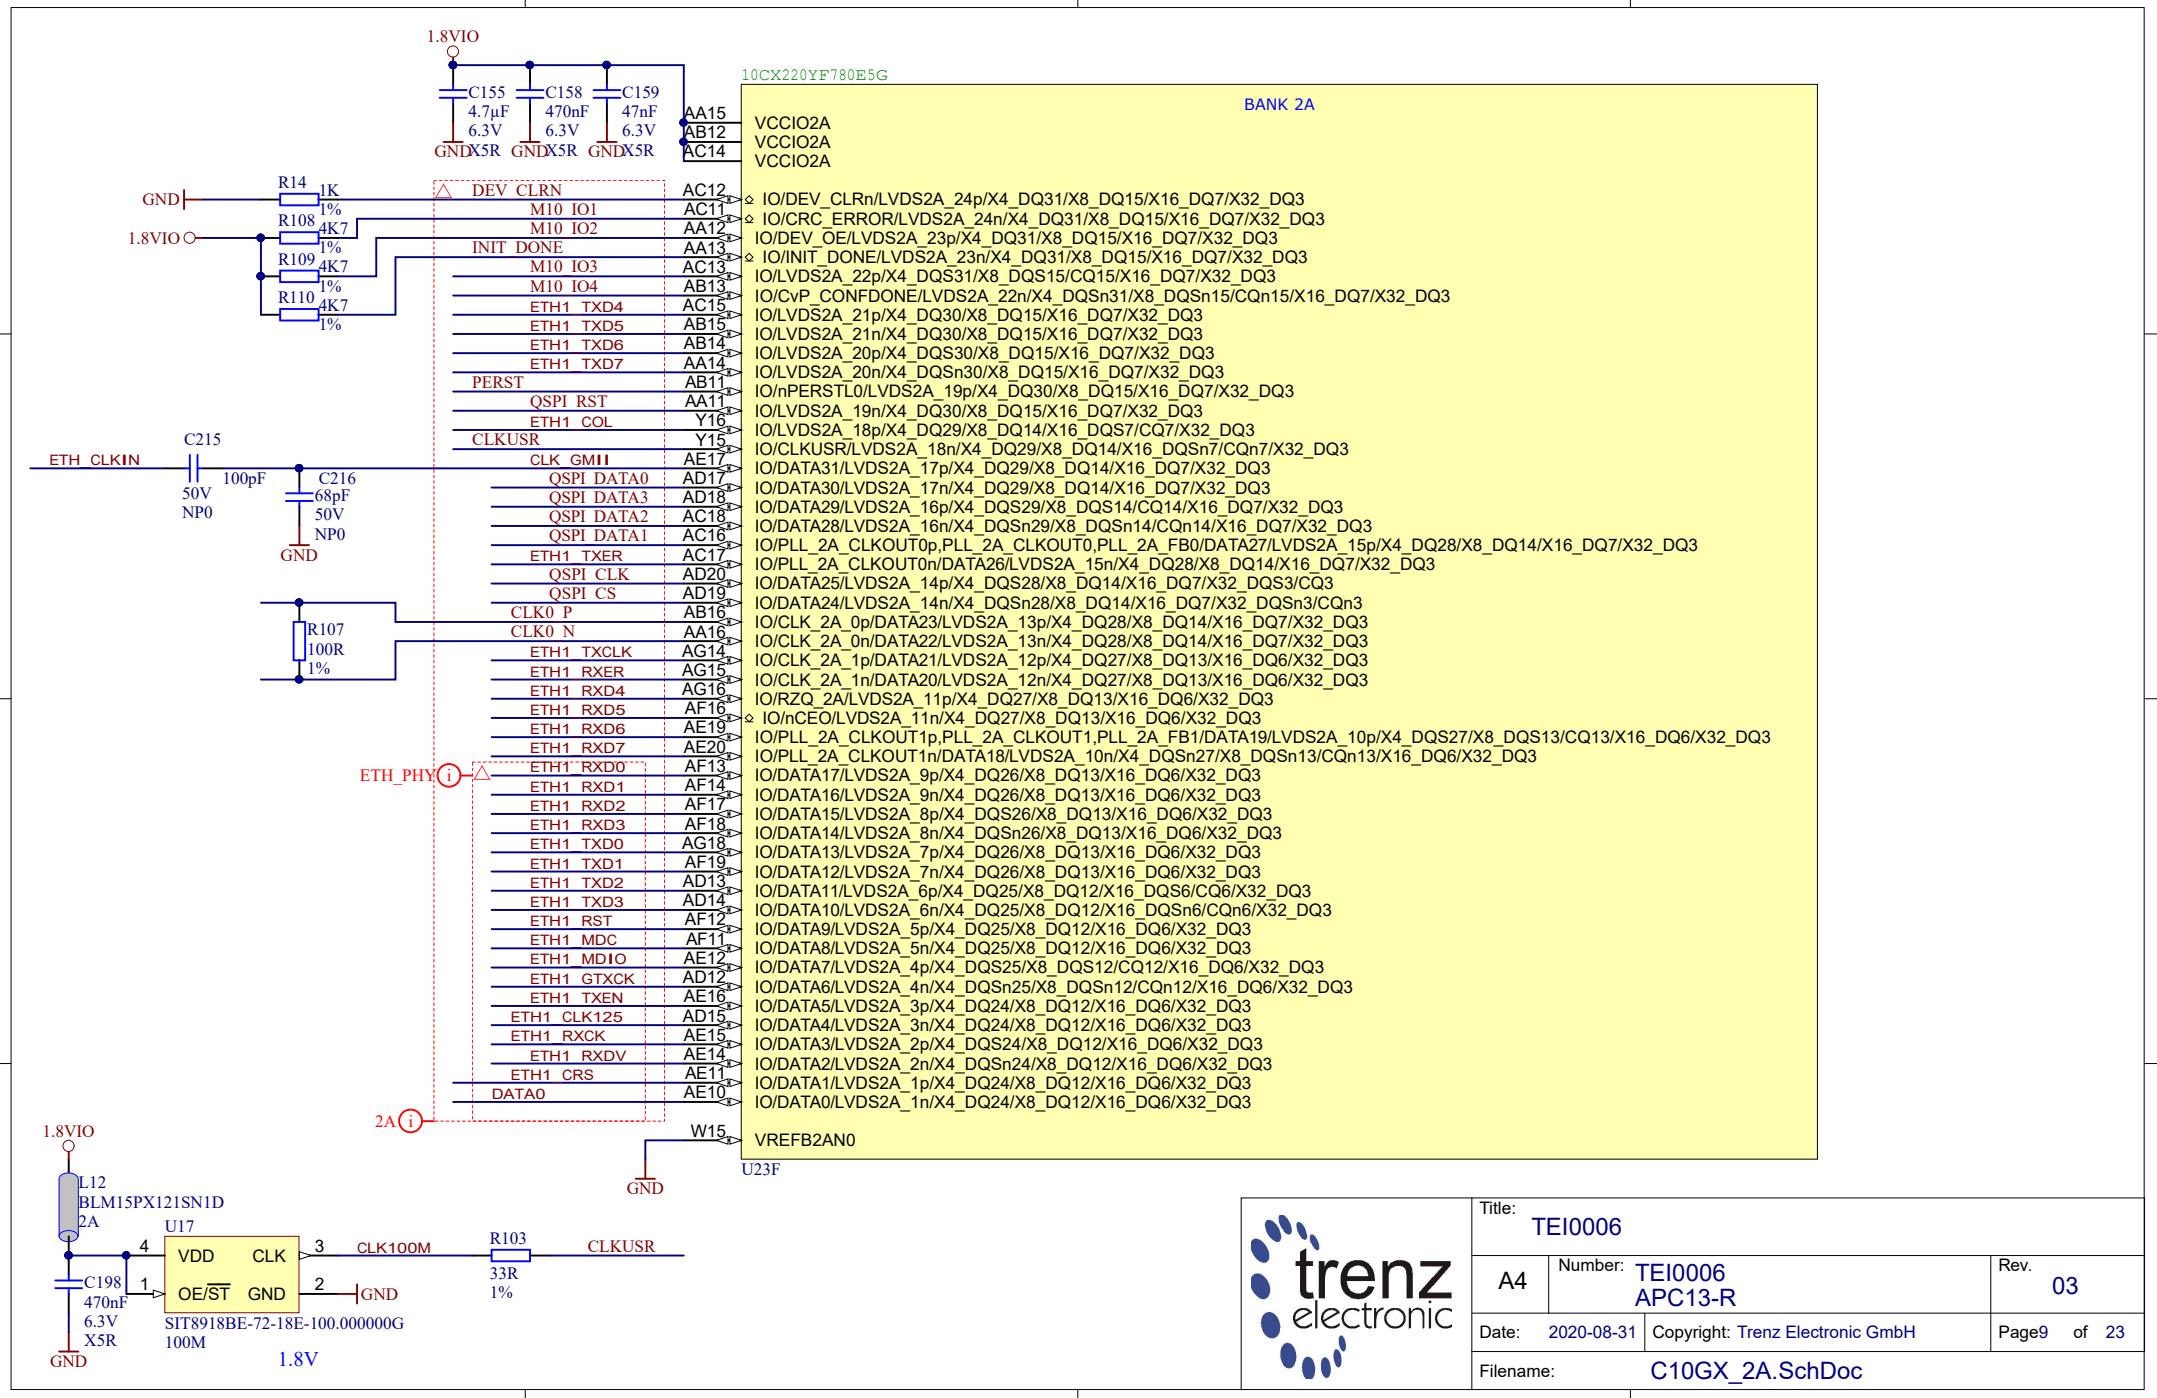 1.8VIO
C155
4.7µF
6.3V
X5R
GND
C158
470nF
6.3V
X5R
GND
C159
47nF
6.3V
X5R
GND
10CX220YF780E5G
BANK 2A
AA15 VCCIO2A
AB12 VCCIO2A
AC14 VCCIO2A
GND
R14
1K
1%
1.8VIO
R108
4K7
1%
R109
4K7
1%
R110
4K7
1%
DEV_CLRN AC12 IO/DEV_CLRn/LVDS2A_24p/X4_DQ31/X8_DQ15/X16_DQ7/X32_DQ3
M10_IO1 AC11 IO/CRC_ERROR/LVDS2A_24n/X4_DQ31/X8_DQ15/X16_DQ7/X32_DQ3
M10_IO2 AA12 IO/DEV_OE/LVDS2A_23p/X4_DQ31/X8_DQ15/X16_DQ7/X32_DQ3
INIT_DONE AA13 IO/INIT_DONE/LVDS2A_23n/X4_DQ31/X8_DQ15/X16_DQ7/X32_DQ3
M10_IO3 AC13 IO/LVDS2A_22p/X4_DQS31/X8_DQS15/CQ15/X16_DQ7/X32_DQ3
M10_IO4 AB13 IO/CvP_CONFDONE/LVDS2A_22n/X4_DQSn31/X8_DQSn15/CQn15/X16_DQ7/X32_DQ3
ETH1_TXD4 AC15 IO/LVDS2A_21p/X4_DQ30/X8_DQ15/X16_DQ7/X32_DQ3
ETH1_TXD5 AB15 IO/LVDS2A_21n/X4_DQ30/X8_DQ15/X16_DQ7/X32_DQ3
ETH1_TXD6 AB14 IO/LVDS2A_20p/X4_DQS30/X8_DQ15/X16_DQ7/X32_DQ3
ETH1_TXD7 AA14 IO/LVDS2A_20n/X4_DQSn30/X8_DQ15/X16_DQ7/X32_DQ3
PERST AB11 IO/nPERSTL0/LVDS2A_19p/X4_DQ30/X8_DQ15/X16_DQ7/X32_DQ3
QSPI_RST AA11 IO/LVDS2A_19n/X4_DQ30/X8_DQ15/X16_DQ7/X32_DQ3
ETH1_COL Y16 IO/LVDS2A_18p/X4_DQ29/X8_DQ14/X16_DQS7/CQ7/X32_DQ3
CLKUSR Y15 IO/CLKUSR/LVDS2A_18n/X4_DQ29/X8_DQ14/X16_DQSn7/CQn7/X32_DQ3
CLK_GMII AE17 IO/DATA31/LVDS2A_17p/X4_DQ29/X8_DQ14/X16_DQ7/X32_DQ3
QSPI_DATA0 AD17 IO/DATA30/LVDS2A_17n/X4_DQ29/X8_DQ14/X16_DQ7/X32_DQ3
QSPI_DATA3 AD18 IO/DATA29/LVDS2A_16p/X4_DQS29/X8_DQS14/CQ14/X16_DQ7/X32_DQ3
QSPI_DATA2 AC18 IO/DATA28/LVDS2A_16n/X4_DQSn29/X8_DQSn14/CQn14/X16_DQ7/X32_DQ3
QSPI_DATA1 AC16 IO/PLL_2A_CLKOUT0p,PLL_2A_CLKOUT0,PLL_2A_FB0/DATA27/LVDS2A_15p/X4_DQ28/X8_DQ14/X16_DQ7/X32_DQ3
ETH1_TXER AC17 IO/PLL_2A_CLKOUT0n/DATA26/LVDS2A_15n/X4_DQ28/X8_DQ14/X16_DQ7/X32_DQ3
QSPI_CLK AD20 IO/DATA25/LVDS2A_14p/X4_DQS28/X8_DQ14/X16_DQ7/X32_DQS3/CQ3
QSPI_CS AD19 IO/DATA24/LVDS2A_14n/X4_DQSn28/X8_DQ14/X16_DQ7/X32_DQSn3/CQn3
CLK0_P AB16 IO/CLK_2A_0p/DATA23/LVDS2A_13p/X4_DQ28/X8_DQ14/X16_DQ7/X32_DQ3
CLK0_N AA16 IO/CLK_2A_0n/DATA22/LVDS2A_13n/X4_DQ28/X8_DQ14/X16_DQ7/X32_DQ3
ETH1_TXCLK AG14 IO/CLK_2A_1p/DATA21/LVDS2A_12p/X4_DQ27/X8_DQ13/X16_DQ6/X32_DQ3
ETH1_RXER AG15 IO/CLK_2A_1n/DATA20/LVDS2A_12n/X4_DQ27/X8_DQ13/X16_DQ6/X32_DQ3
ETH1_RXD4 AG16 IO/RZQ_2A/LVDS2A_11p/X4_DQ27/X8_DQ13/X16_DQ6/X32_DQ3
ETH1_RXD5 AF16 IO/nCEO/LVDS2A_11n/X4_DQ27/X8_DQ13/X16_DQ6/X32_DQ3
ETH1_RXD6 AE19 IO/PLL_2A_CLKOUT1p,PLL_2A_CLKOUT1,PLL_2A_FB1/DATA19/LVDS2A_10p/X4_DQS27/X8_DQS13/CQ13/X16_DQ6/X32_DQ3
ETH1_RXD7 AE20 IO/PLL_2A_CLKOUT1n/DATA18/LVDS2A_10n/X4_DQSn27/X8_DQSn13/CQn13/X16_DQ6/X32_DQ3
ETH1_RXD0 AF13 IO/DATA17/LVDS2A_9p/X4_DQ26/X8_DQ13/X16_DQ6/X32_DQ3
ETH1_RXD1 AF14 IO/DATA16/LVDS2A_9n/X4_DQ26/X8_DQ13/X16_DQ6/X32_DQ3
ETH1_RXD2 AF17 IO/DATA15/LVDS2A_8p/X4_DQS26/X8_DQ13/X16_DQ6/X32_DQ3
ETH1_RXD3 AF18 IO/DATA14/LVDS2A_8n/X4_DQSn26/X8_DQ13/X16_DQ6/X32_DQ3
ETH1_TXD0 AG18 IO/DATA13/LVDS2A_7p/X4_DQ26/X8_DQ13/X16_DQ6/X32_DQ3
ETH1_TXD1 AF19 IO/DATA12/LVDS2A_7n/X4_DQ26/X8_DQ13/X16_DQ6/X32_DQ3
ETH1_TXD2 AD13 IO/DATA11/LVDS2A_6p/X4_DQ25/X8_DQ12/X16_DQS6/CQ6/X32_DQ3
ETH1_TXD3 AD14 IO/DATA10/LVDS2A_6n/X4_DQ25/X8_DQ12/X16_DQSn6/CQn6/X32_DQ3
ETH1_RST AF12 IO/DATA9/LVDS2A_5p/X4_DQ25/X8_DQ12/X16_DQ6/X32_DQ3
ETH1_MDC AF11 IO/DATA8/LVDS2A_5n/X4_DQ25/X8_DQ12/X16_DQ6/X32_DQ3
ETH1_MDIO AE12 IO/DATA7/LVDS2A_4p/X4_DQS25/X8_DQS12/CQ12/X16_DQ6/X32_DQ3
ETH1_GTXCK AD12 IO/DATA6/LVDS2A_4n/X4_DQSn25/X8_DQSn12/CQn12/X16_DQ6/X32_DQ3
ETH1_TXEN AE16 IO/DATA5/LVDS2A_3p/X4_DQ24/X8_DQ12/X16_DQ6/X32_DQ3
ETH1_CLK125 AD15 IO/DATA4/LVDS2A_3n/X4_DQ24/X8_DQ12/X16_DQ6/X32_DQ3
ETH1_RXCK AE15 IO/DATA3/LVDS2A_2p/X4_DQS24/X8_DQ12/X16_DQ6/X32_DQ3
ETH1_RXDV AE14 IO/DATA2/LVDS2A_2n/X4_DQSn24/X8_DQ12/X16_DQ6/X32_DQ3
ETH1_CRS AE11 IO/DATA1/LVDS2A_1p/X4_DQ24/X8_DQ12/X16_DQ6/X32_DQ3
DATA0 AE10 IO/DATA0/LVDS2A_1n/X4_DQ24/X8_DQ12/X16_DQ6/X32_DQ3
W15 VREFB2AN0
U23F
GND
ETH_CLKIN
C215
100pF
50V
NP0
C216
68pF
50V
NP0
GND
R107
100R
1%
ETH_PHY i
2A i
1.8VIO
L12
BLM15PX121SN1D
2A
U17
4 VDD CLK 3
1 OE/ST GND 2
CLK100M
GND
R103
33R
1%
CLKUSR
C198
470nF
6.3V
X5R
GND
SIT8918BE-72-18E-100.000000G
100M
1.8V
trenz
electronic
Title:
TEI0006
A4
Number: TEI0006
APC13-R
Rev.
03
Date: 2020-08-31
Copyright: Trenz Electronic GmbH
Page9 of 23
Filename: C10GX_2A.SchDoc